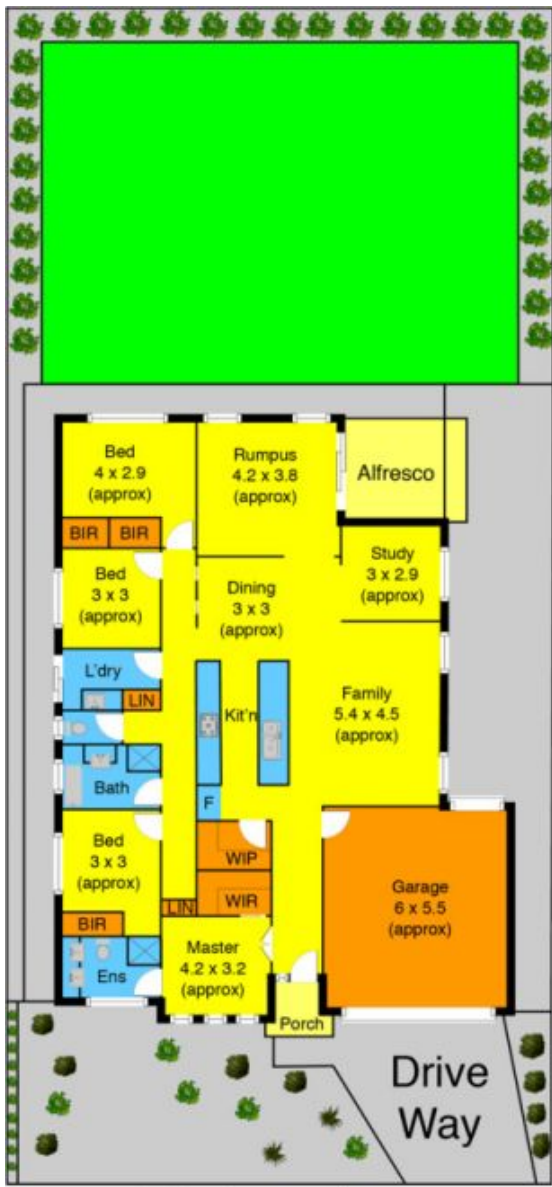 Bed
4 x 2.9
(approx)
Rumpus
4.2 x 3.8
(approx)
Alfresco
BIR
BIR
Bed
3 x 3
(approx)
Dining
3 x 3
(approx)
Study
3 x 2.9
(approx)
L'dry
LIN
Kit'n
Family
5.4 x 4.5
(approx)
Bath
F
Bed
3 x 3
(approx)
WIP
WIR
LIN
BIR
Garage
6 x 5.5
(approx)
Ens
Master
4.2 x 3.2
(approx)
Porch
Drive
Way